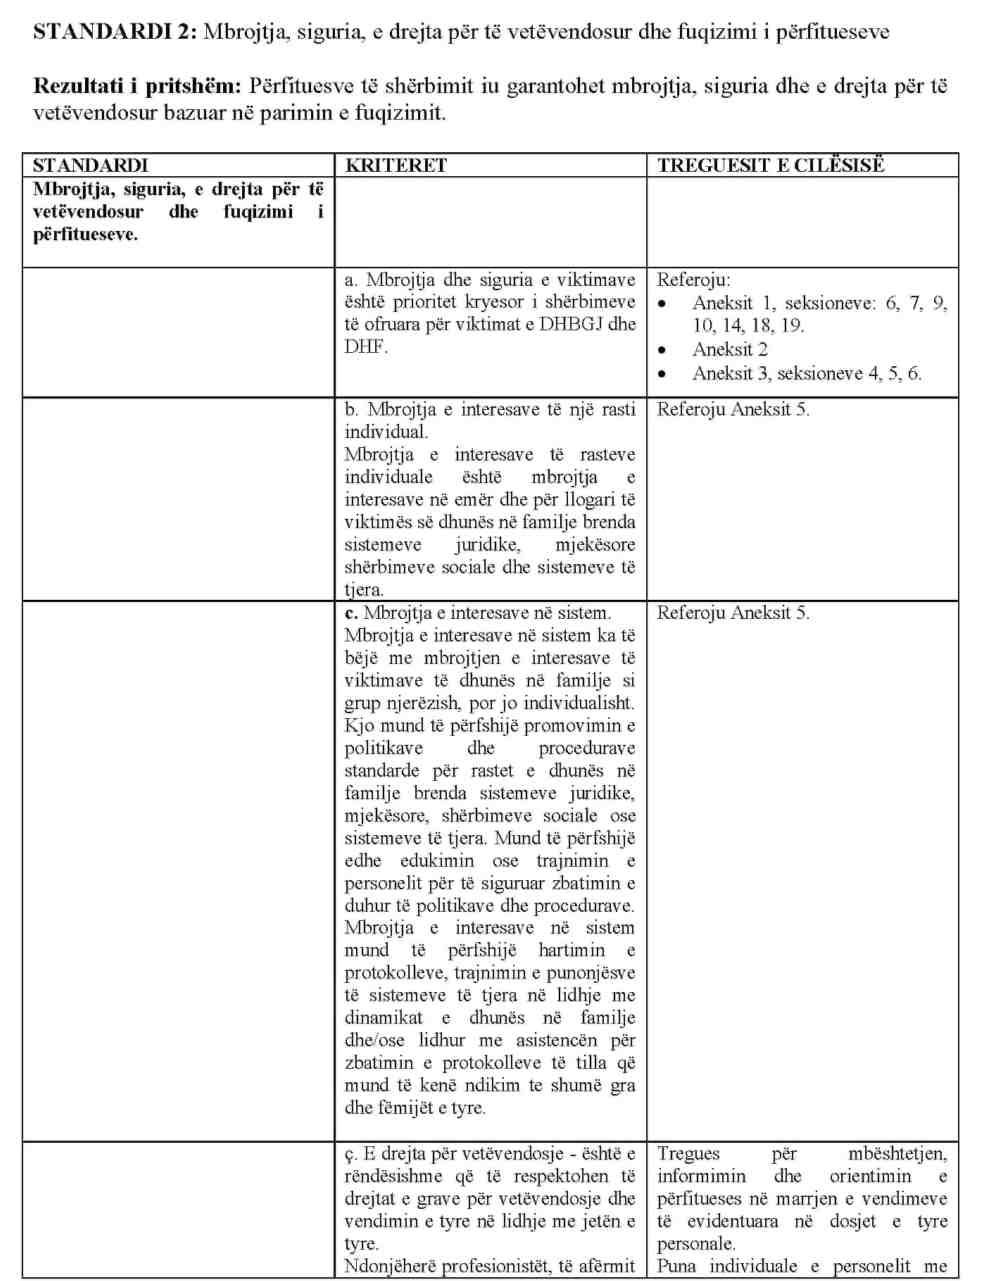 STANDARDI 2: Mbrojtja, siguria, e drejta për të vetëvendosur dhe fuqizimi i përfitueseve
Rezultati i pritshëm: Përfituesve të shërbimit iu garantohet mbrojtja, siguria dhe e drejta për të
vetëvendosur bazuar në parimin e fuqizimit.
STANDARDI
KRITERET
TREGUESIT E CILËSISË
Mbrojtja, siguria, e drejta për të
vetëvendosur dhe fuqizimi i
përfitueseve.
a. Mbrojtja dhe siguria e viktimave
është prioritet kryesor i shërbimeve
të ofruara për viktimat e DHBGJ dhe
DHF.
Referoju:
• Aneksit 1, seksioneve: 6, 7, 9,
10, 14, 18, 19.
• Aneksit 2
• Aneksit 3, seksioneve 4, 5, 6.
b. Mbrojtja e interesave të një rasti
individual.
Mbrojtja e interesave të rasteve
individuale është mbrojtja e
interesave në emër dhe për llogari të
viktimës së dhunës në familje brenda
sistemeve juridike, mjekësore
shërbimeve sociale dhe sistemeve të
tjera.
Referoju Aneksit 5.
c. Mbrojtja e interesave në sistem.
Mbrojtja e interesave në sistem ka të
bëjë me mbrojtjen e interesave të
viktimave të dhunës në familje si
grup njerëzish, por jo individualisht.
Kjo mund të përfshijë promovimin e
politikave dhe procedurave
standarde për rastet e dhunës në
familje brenda sistemeve juridike,
mjekësore, shërbimeve sociale ose
sistemeve të tjera. Mund të përfshijë
edhe edukimin ose trajnimin e
personelit për të siguruar zbatimin e
duhur të politikave dhe procedurave.
Mbrojtja e interesave në sistem
mund të përfshijë hartimin e
protokolleve, trajnimin e punonjësve
të sistemeve të tjera në lidhje me
dinamikat e dhunës në familje
dhe/ose lidhur me asistencën për
zbatimin e protokolleve të tilla që
mund të kenë ndikim te shumë gra
dhe fëmijët e tyre.
Referoju Aneksit 5.
ç. E drejta për vetëvendosje - është e
rëndësishme që të respektohen të
drejtat e grave për vetëvendosje dhe
vendimin e tyre në lidhje me jetën e
tyre.
Ndonjëherë profesionistët, të afërmit
Tregues për mbështetjen,
informimin dhe orientimin e
përfitueses në marrjen e vendimeve
të evidentuara në dosjet e tyre
personale.
Puna individuale e personelit me